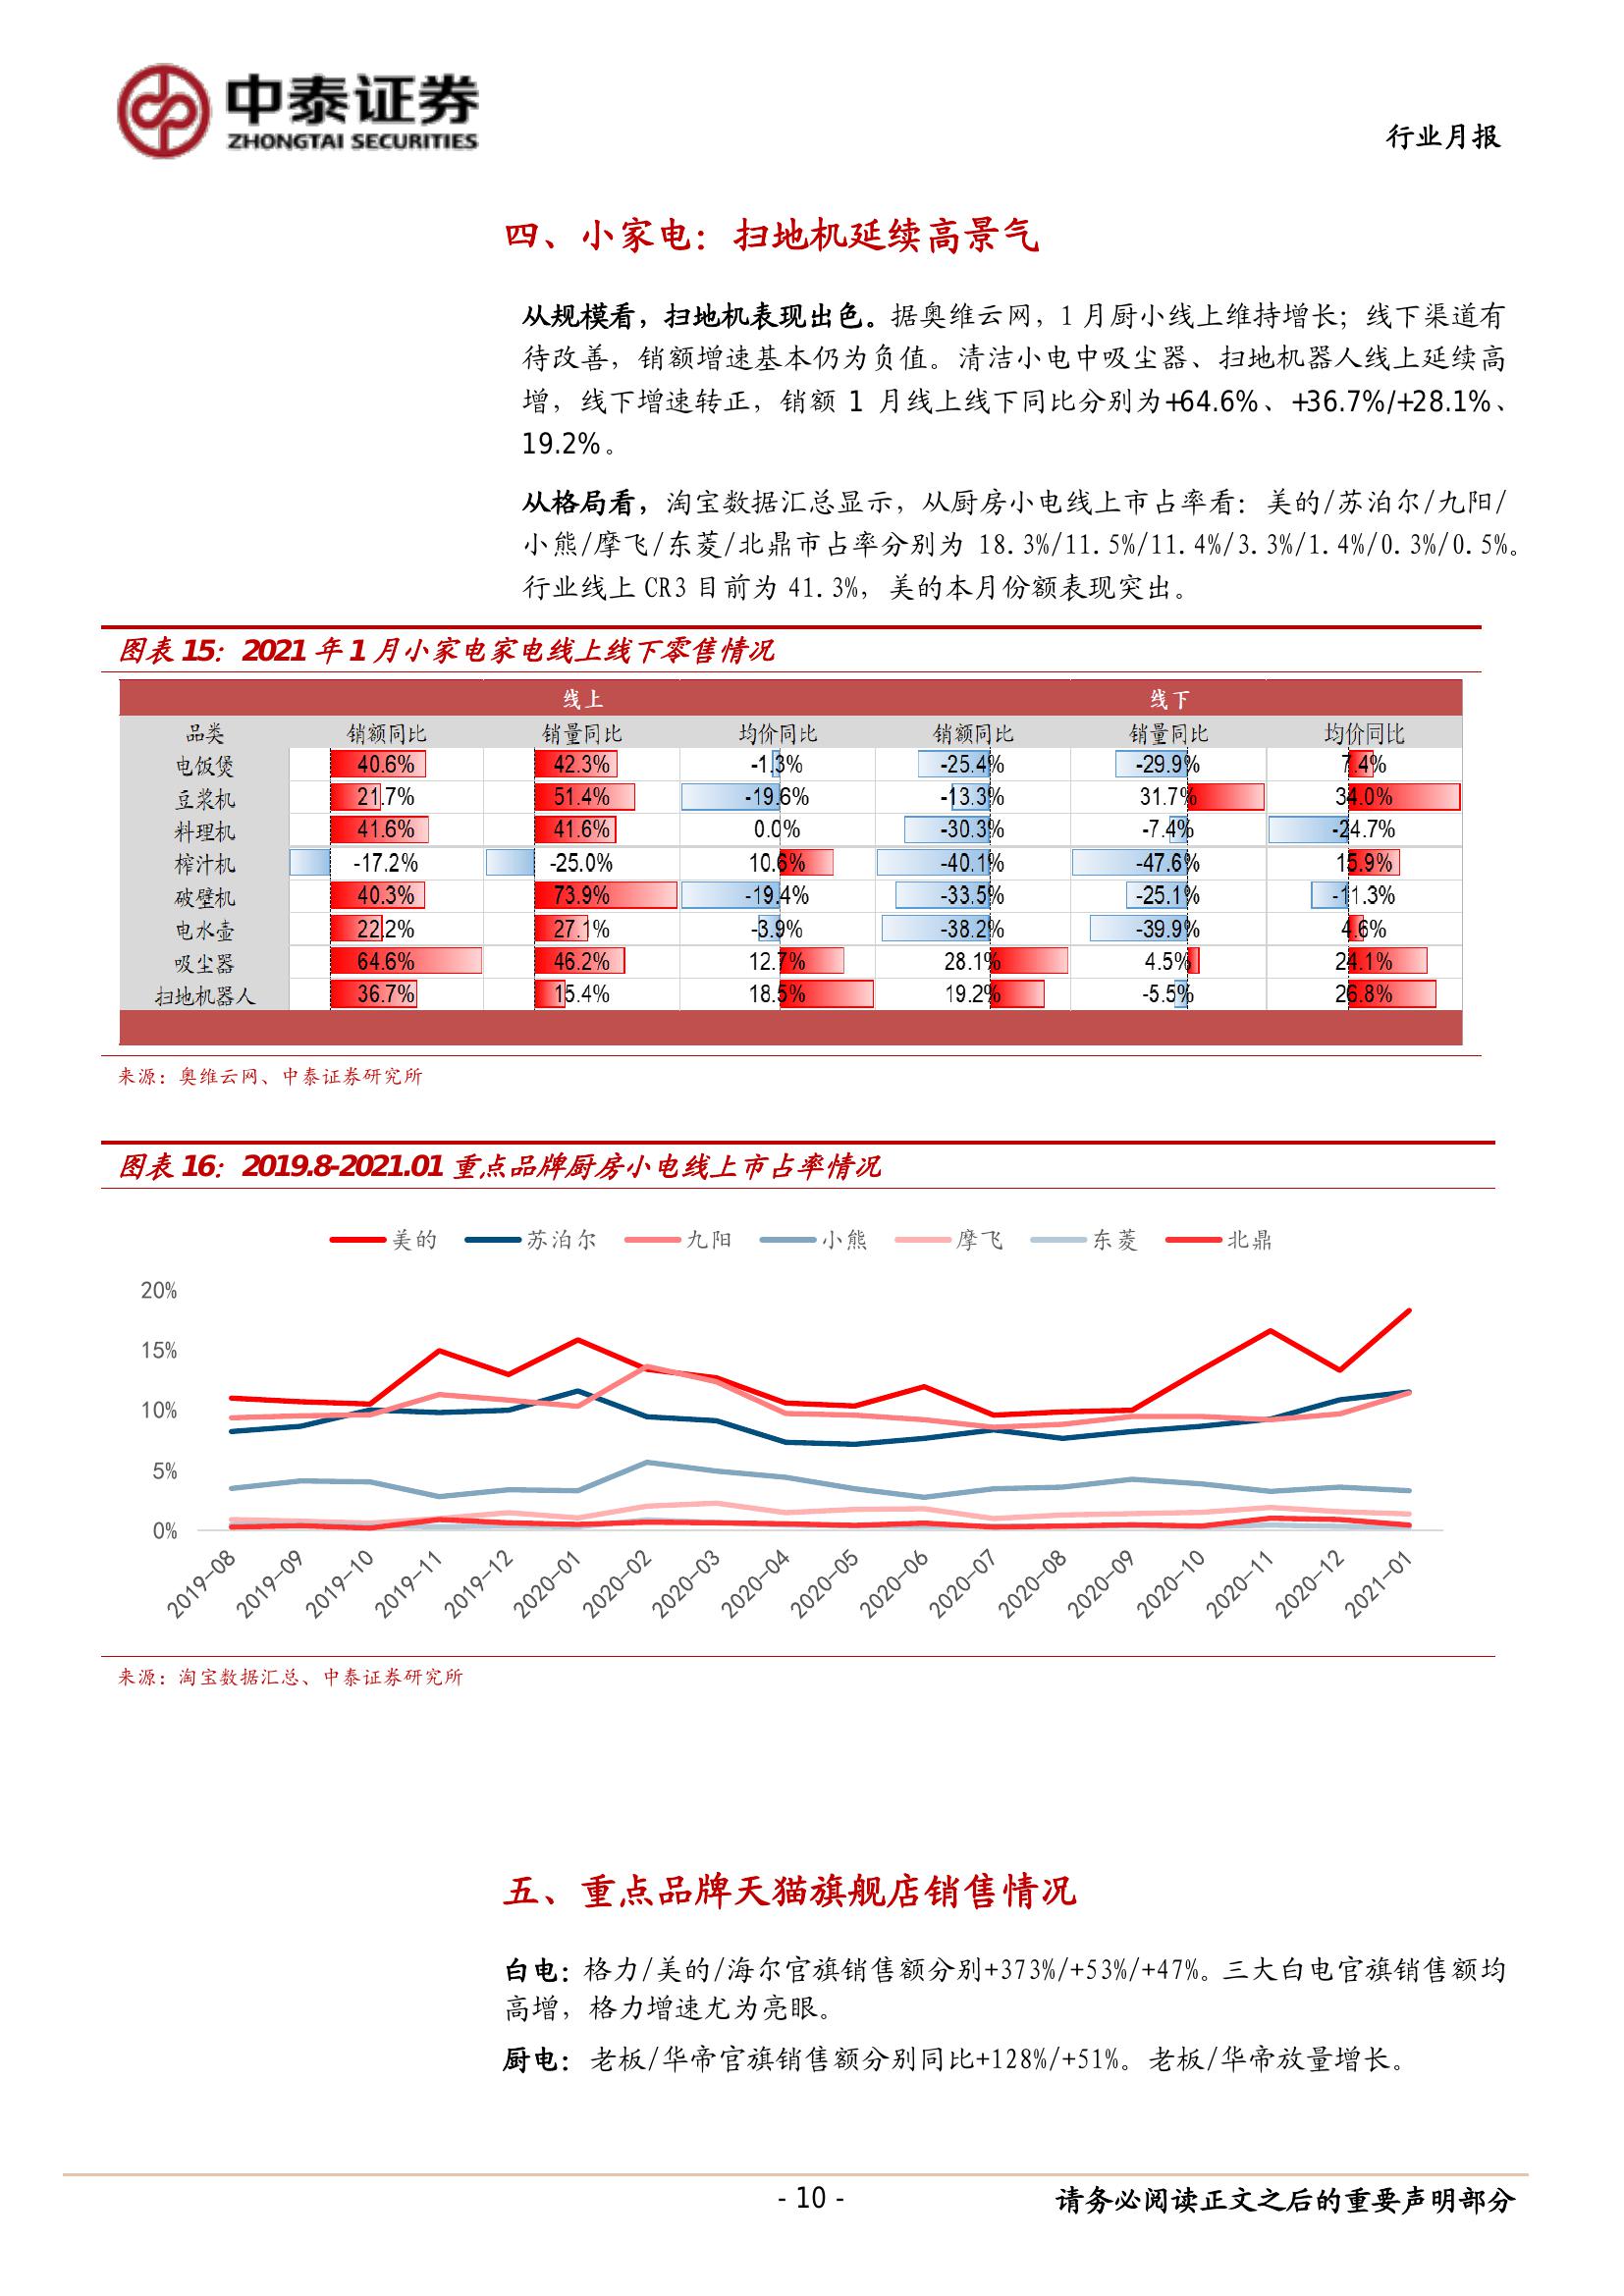 中泰证券
ZHONGTAI SECURITIES
行业月报
四、小家电：扫地机延续高景气
从规模看，扫地机表现出色。据奥维云网，1 月厨小线上维持增长；线下渠道有
待改善，销额增速基本仍为负值。清洁小电中吸尘器、扫地机器人线上延续高
增，线下增速转正，销额 1 月线上线下同比分别为+64.6%、+36.7%/+28.1%、
19.2%。
从格局看，淘宝数据汇总显示，从厨房小电线上市占率看：美的/苏泊尔/九阳/
小熊/摩飞/东菱/北鼎市占率分别为 18.3%/11.5%/11.4%/3.3%/1.4%/0.3%/0.5%。
行业线上 CR3 目前为 41.3%，美的本月份额表现突出。
图表 15：2021 年 1 月小家电家电线上线下零售情况
线上 线下
品类 销额同比 销量同比 均价同比 销额同比 销量同比 均价同比
电饭煲 40.6% 42.3% -1.3% -25.4% -29.9% 7.4%
豆浆机 21.7% 51.4% -19.6% -13.3% 31.7% 34.0%
料理机 41.6% 41.6% 0.0% -30.3% -7.4% -24.7%
榨汁机 -17.2% -25.0% 10.6% -40.1% -47.6% 15.9%
破壁机 40.3% 73.9% -19.4% -33.5% -25.1% -11.3%
电水壶 22.2% 27.1% -3.9% -38.2% -39.9% 4.6%
吸尘器 64.6% 46.2% 12.7% 28.1% 4.5% 24.1%
扫地机器人 36.7% 15.4% 18.5% 19.2% -5.5% 26.8%
来源：奥维云网、中泰证券研究所
图表 16：2019.8-2021.01 重点品牌厨房小电线上市占率情况
美的 苏泊尔 九阳 小熊 摩飞 东菱 北鼎
20%
15%
10%
5%
0%
2019-08 2019-09 2019-10 2019-11 2019-12 2020-01 2020-02 2020-03 2020-04 2020-05 2020-06 2020-07 2020-08 2020-09 2020-10 2020-11 2020-12 2021-01
来源：淘宝数据汇总、中泰证券研究所
五、重点品牌天猫旗舰店销售情况
白电：格力/美的/海尔官旗销售额分别+373%/+53%/+47%。三大白电官旗销售额均
高增，格力增速尤为亮眼。
厨电：老板/华帝官旗销售额分别同比+128%/+51%。老板/华帝放量增长。
- 10 -
请务必阅读正文之后的重要声明部分